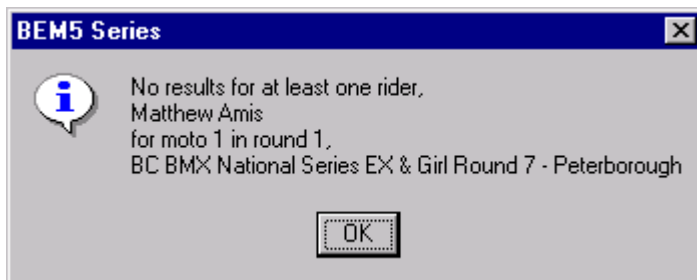 BEM5 Series
No results for at least one rider,
Matthew Amis
for moto 1 in round 1,
BC BMX National Series EX & Girl Round 7 - Peterborough
OK